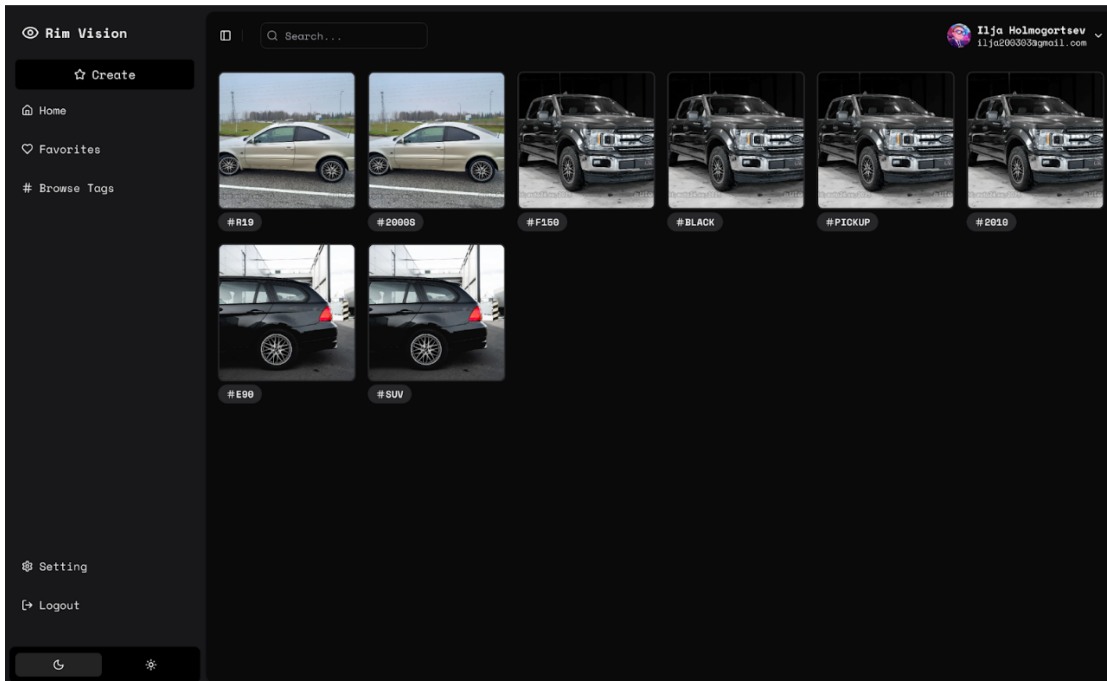 Rim Vision
Create
Home
Favorites
# Browse Tags
Setting
Logout
Search...
Ilja Holmogortsev
ilja200303@gmail.com
#R19
#2000S
#F150
#BLACK
#PICKUP
#2010
#E90
#SUV